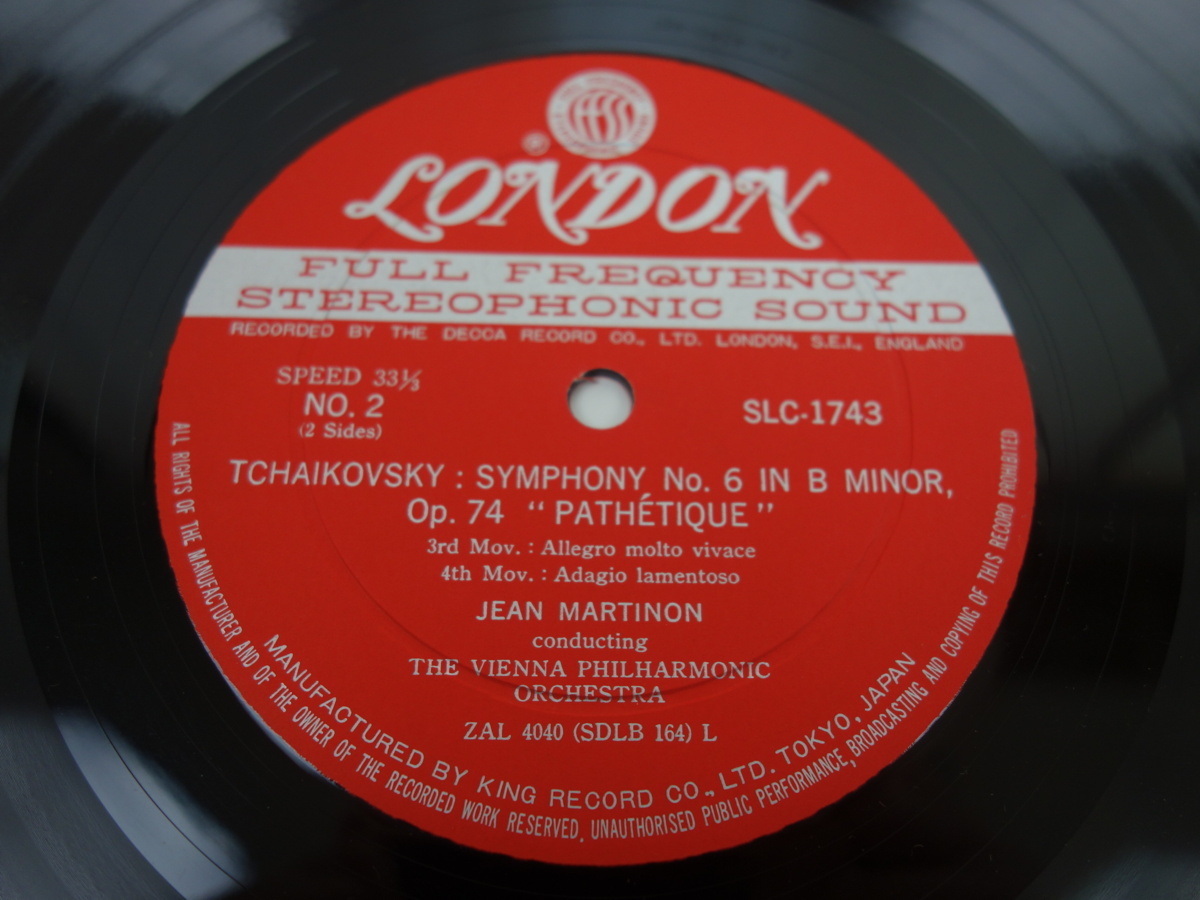 ®
LONDON
FULL FREQUENCY
STEREOPHONIC SOUND
RECORDED BY THE DECCA RECORD CO., LTD. LONDON, S.E.I., ENGLAND
SPEED 33⅓
NO. 2
(2 Sides)
SLC-1743
TCHAIKOVSKY : SYMPHONY No. 6 IN B MINOR,
Op. 74 “ PATHÉTIQUE ”
3rd Mov. : Allegro molto vivace
4th Mov. : Adagio lamentoso
JEAN MARTINON
conducting
THE VIENNA PHILHARMONIC
ORCHESTRA
ZAL 4040 (SDLB 164) L
MANUFACTURED BY KING RECORD CO., LTD. TOKYO, JAPAN
ALL RIGHTS OF THE MANUFACTURER AND OF THE OWNER OF THE RECORDED WORK RESERVED, UNAUTHORISED PUBLIC PERFORMANCE, BROADCASTING AND COPYING OF THIS RECORD PROHIBITED